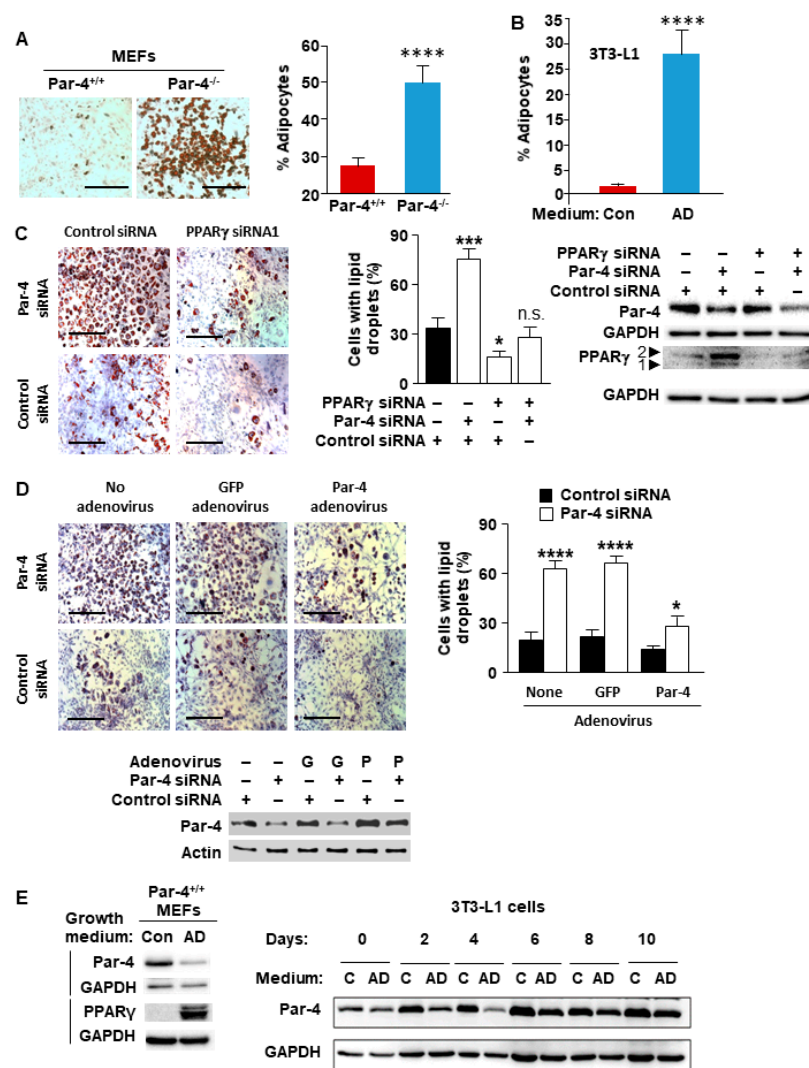 A
MEFs
Par-4+/+ Par-4-/-
% Adipocytes
60
50
40
30
20
****
Par-4+/+ Par-4-/-
B
% Adipocytes
35
30
25
20
15
10
5
0
3T3-L1
****
Medium: Con AD
C
Control siRNA PPARγ siRNA1
Par-4 siRNA
Control siRNA
Cells with lipid droplets (%)
90
60
30
0
***
*
n.s.
PPARγ siRNA – – + +
Par-4 siRNA – + – +
Control siRNA + + + –
PPARγ siRNA – – + +
Par-4 siRNA – + – +
Control siRNA + + + –
Par-4
GAPDH
PPARγ 2
1
GAPDH
D
No adenovirus GFP adenovirus Par-4 adenovirus
Par-4 siRNA
Control siRNA
Control siRNA
Par-4 siRNA
Cells with lipid droplets (%)
90
60
30
0
****
****
*
None GFP Par-4
Adenovirus
Adenovirus – – G G P P
Par-4 siRNA – + – + – +
Control siRNA + – + – + –
Par-4
Actin
E
Par-4+/+
MEFs
Growth
medium: Con AD
Par-4
GAPDH
PPARγ
GAPDH
3T3-L1 cells
Days: 0 2 4 6 8 10
Medium: C AD C AD C AD C AD C AD C AD
Par-4
GAPDH